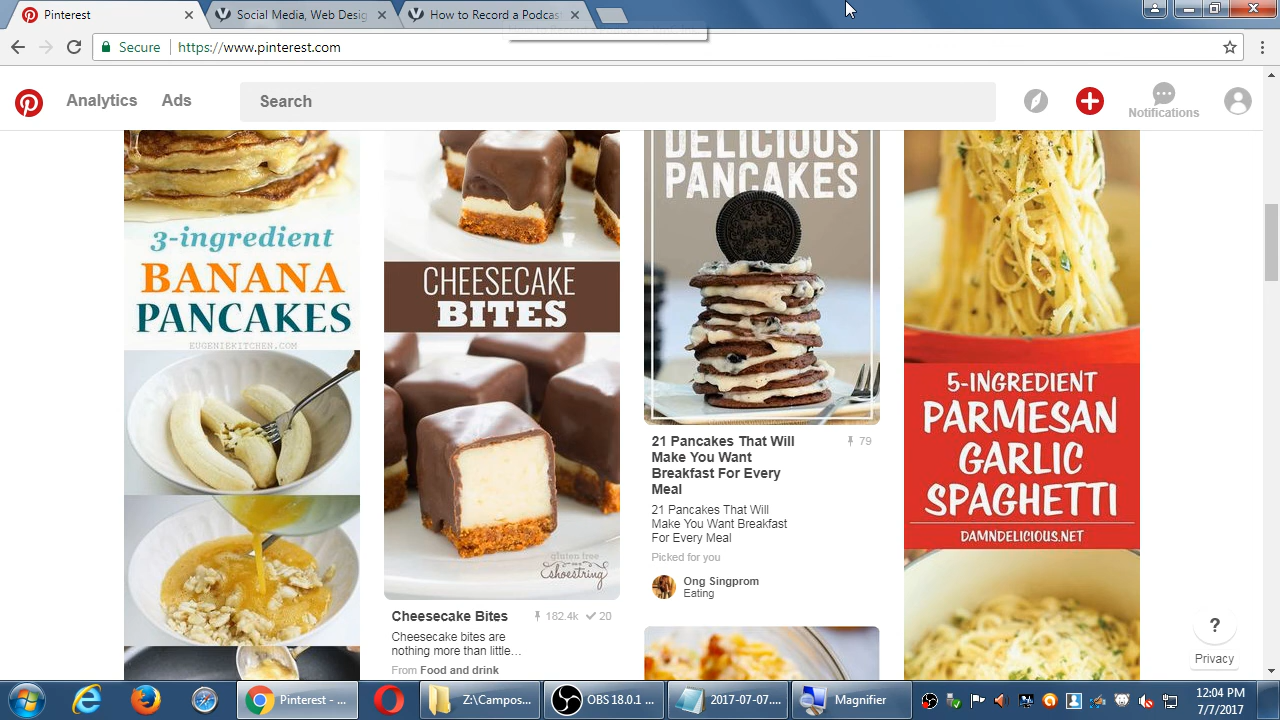 Pinterest
Social Media, Web Desig
How to Record a Podcas
Secure
https://www.pinterest.com
Analytics
Ads
Search
Notifications
3-ingredient
BANANA
PANCAKES
EUGENIEKITCHEN.COM
CHEESECAKE
BITES
gluten free
shoestring
Cheesecake Bites
182.4k
20
Cheesecake bites are
nothing more than little…
From Food and drink
DELICIOUS
PANCAKES
21 Pancakes That Will
Make You Want
Breakfast For Every
Meal
79
21 Pancakes That Will
Make You Want Breakfast
For Every Meal
Picked for you
Ong Singprom
Eating
5-INGREDIENT
PARMESAN
GARLIC
SPAGHETTI
DAMNDELICIOUS.NET
?
Privacy
Pinterest - ...
Z:\Campos...
OBS 18.0.1 ...
2017-07-07....
Magnifier
12:04 PM
7/7/2017